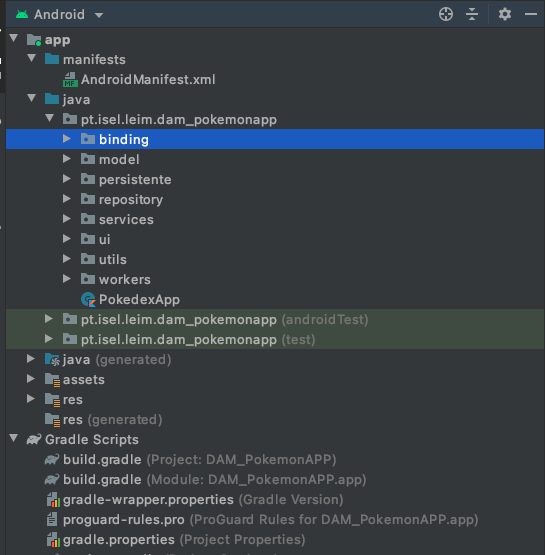 Android
app
manifests
AndroidManifest.xml
java
pt.isel.leim.dam_pokemonapp
binding
model
persistente
repository
services
ui
utils
workers
PokedexApp
pt.isel.leim.dam_pokemonapp (androidTest)
pt.isel.leim.dam_pokemonapp (test)
java (generated)
assets
res
res (generated)
Gradle Scripts
build.gradle (Project: DAM_PokemonAPP)
build.gradle (Module: DAM_PokemonAPP.app)
gradle-wrapper.properties (Gradle Version)
proguard-rules.pro (ProGuard Rules for DAM_PokemonAPP.app)
gradle.properties (Project Properties)